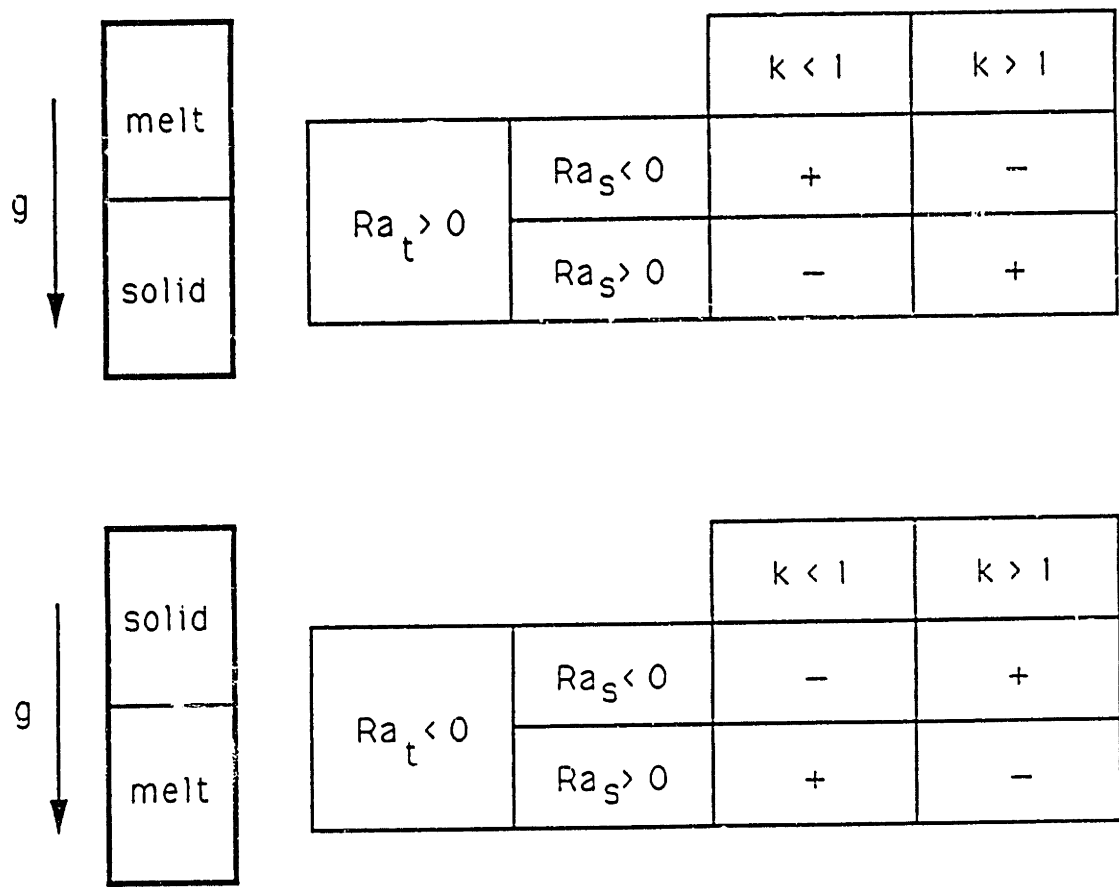 g
melt
solid
k < 1 k > 1
Ra_t > 0 Ra_s < 0 + −
Ra_s > 0 − +
g
solid
melt
k < 1 k > 1
Ra_t < 0 Ra_s < 0 − +
Ra_s > 0 + −